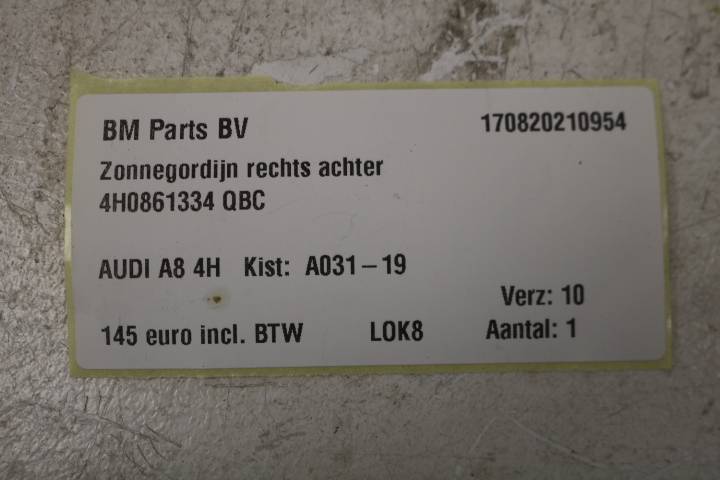 BM Parts BV 170820210954
Zonnegordijn rechts achter
4H0861334 QBC
AUDI A8 4H Kist: A031-19
Verz: 10
145 euro incl. BTW LOK8 Aantal: 1